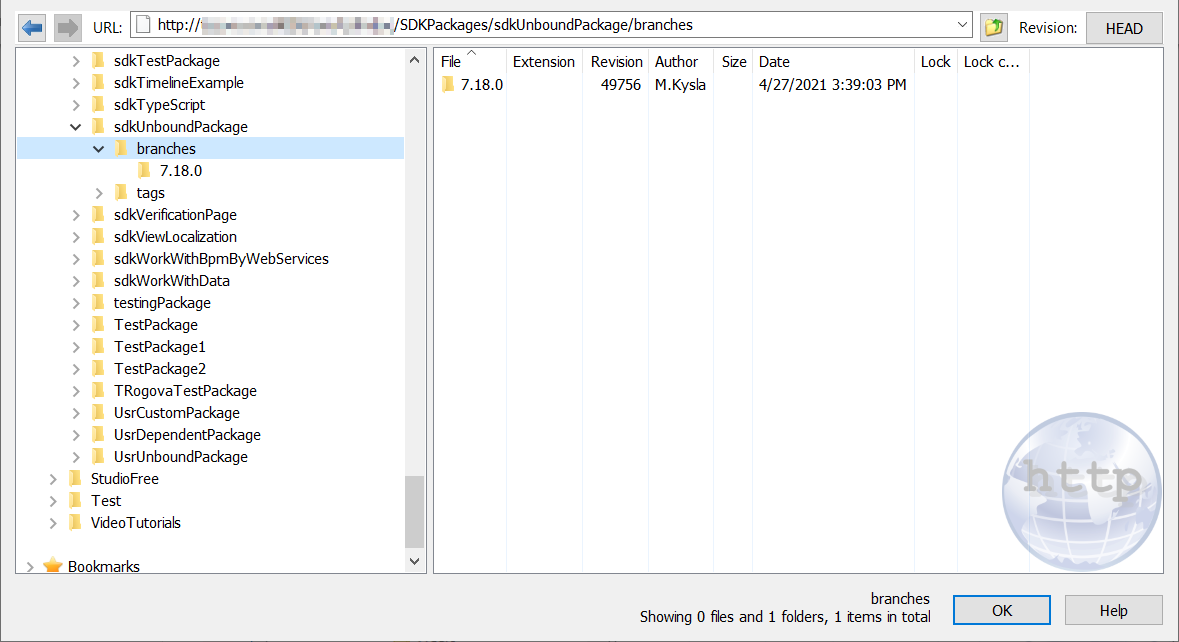 URL: http:// /SDKPackages/sdkUnboundPackage/branches Revision: HEAD
sdkTestPackage
sdkTimelineExample
sdkTypeScript
sdkUnboundPackage
branches
7.18.0
tags
sdkVerificationPage
sdkViewLocalization
sdkWorkWithBpmByWebServices
sdkWorkWithData
testingPackage
TestPackage
TestPackage1
TestPackage2
TRogovaTestPackage
UsrCustomPackage
UsrDependentPackage
UsrUnboundPackage
StudioFree
Test
VideoTutorials
Bookmarks
File Extension Revision Author Size Date Lock Lock c...
7.18.0 49756 M.Kysla 4/27/2021 3:39:03 PM
http
branches
Showing 0 files and 1 folders, 1 items in total
OK Help